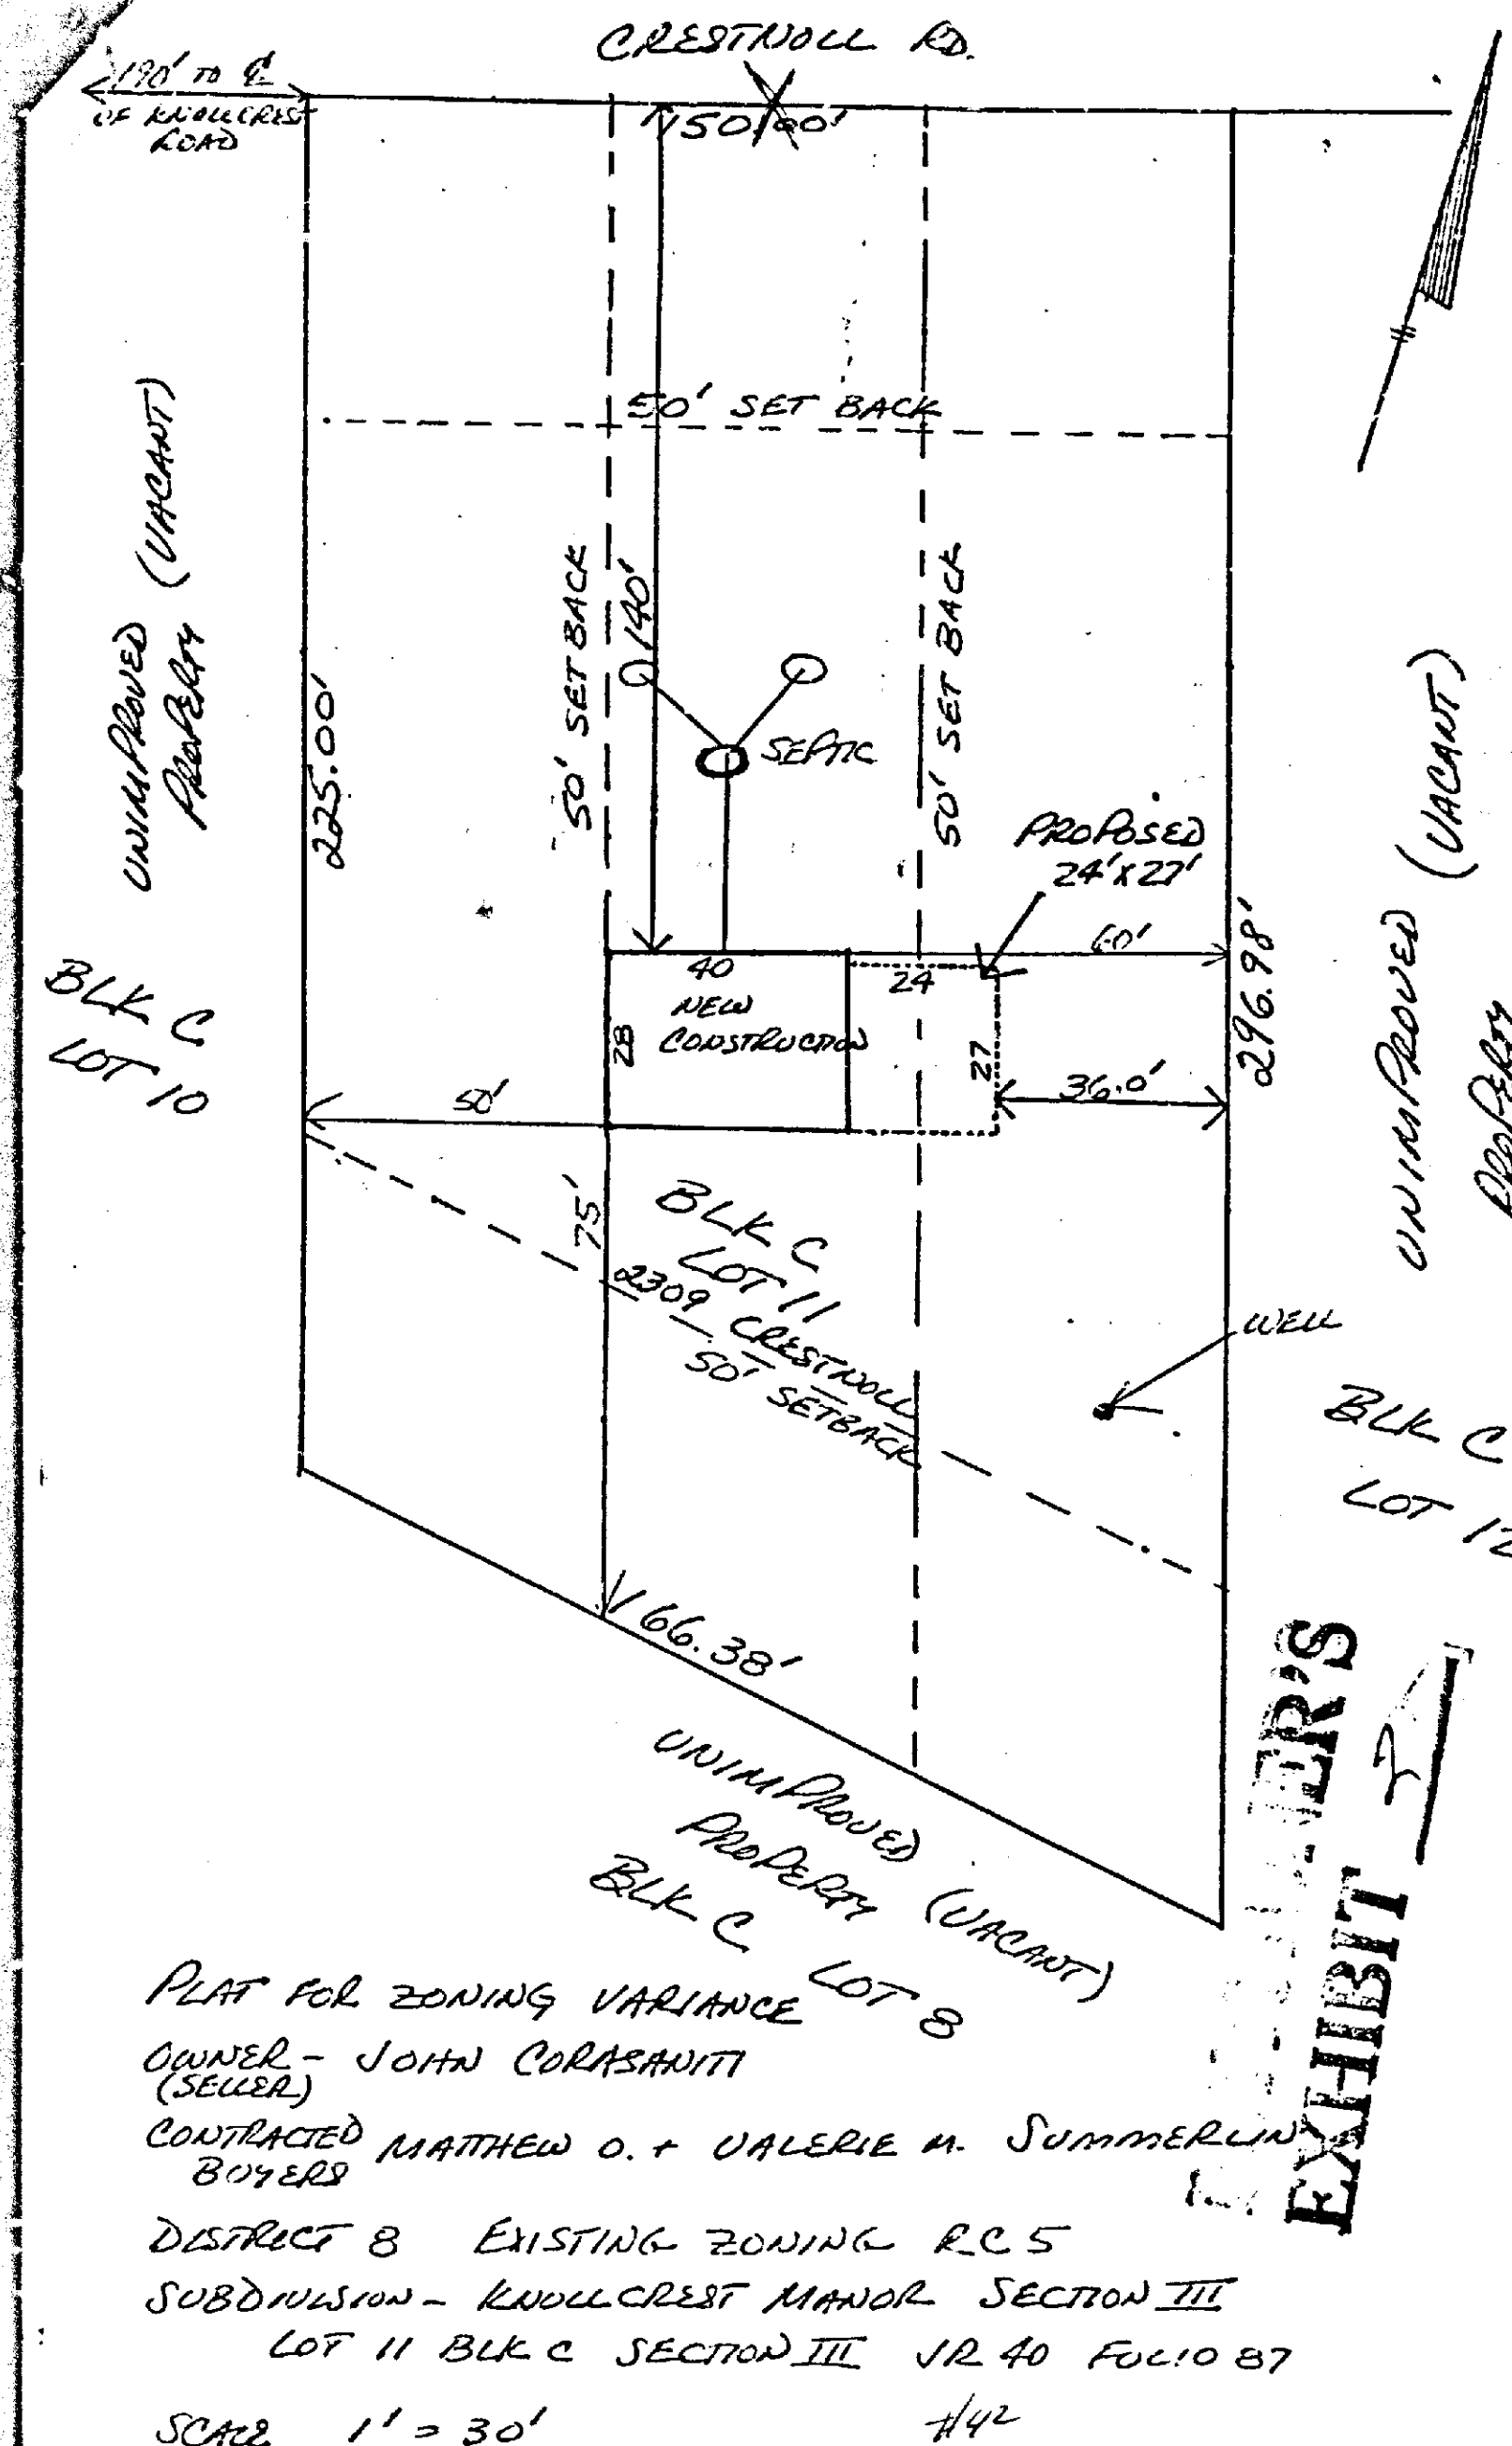 CRESTNOLL RD.
190' TO ℄
OF KNOLLCREST
ROAD
150.00'
50' SET BACK
UNIMPROVED
PROPERTY (VACANT)
225.00'
50' SET BACK
140'
50' SET BACK
SEPTIC
PROPOSED
24'X27'
60'
296.98'
UNIMPROVED (VACANT)
PROPERTY
BLK C
LOT 10
40
NEW
CONSTRUCTION
28
24
27
36.0'
50'
75'
BLK C
LOT 11
2309 CRESTNOLL
50' SETBACK
WELL
BLK C
LOT 12
166.38'
UNIMPROVED
PROPERTY (VACANT)
BLK C LOT 8
ER'S
EXHIBIT 2
PLAT FOR ZONING VARIANCE
OWNER - JOHN CORASANITI
(SELLER)
CONTRACTED MATTHEW O. + VALERIE M. SUMMERLIN
BUYERS
DISTRICT 8 EXISTING ZONING RC 5
SUBDIVISION - KNOLLCREST MANOR SECTION III
LOT 11 BLK C SECTION III JR 40 FOLIO 87
SCALE 1' = 30'
#42